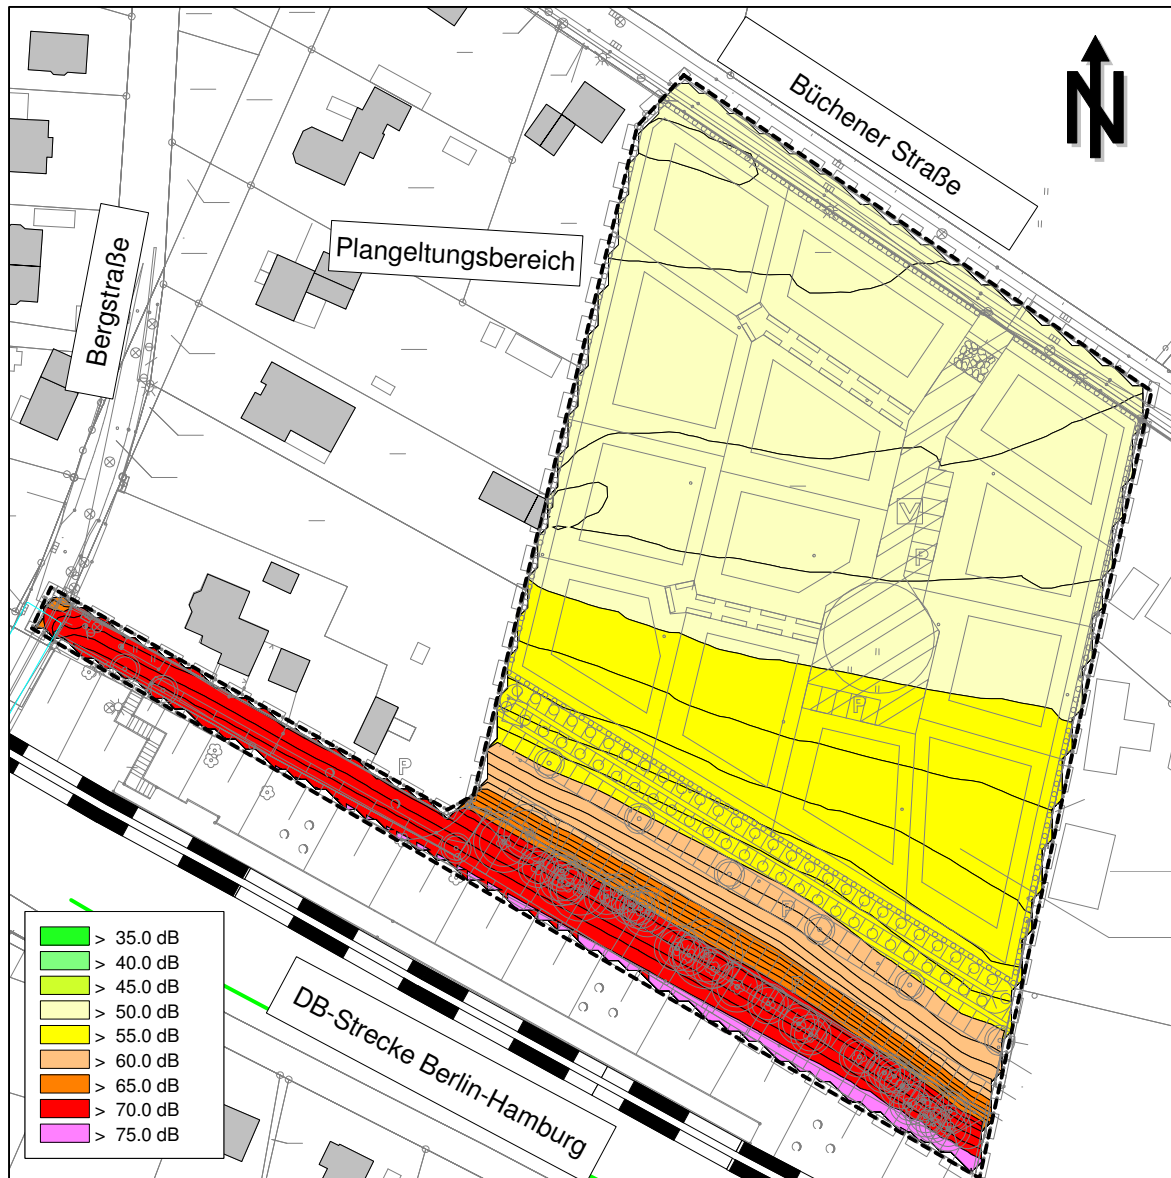 Büchener Straße
N
Plangeltungsbereich
Bergstraße
V
P
P
P
P
> 35.0 dB
> 40.0 dB
> 45.0 dB
> 50.0 dB
> 55.0 dB
> 60.0 dB
> 65.0 dB
> 70.0 dB
> 75.0 dB
DB-Strecke Berlin-Hamburg